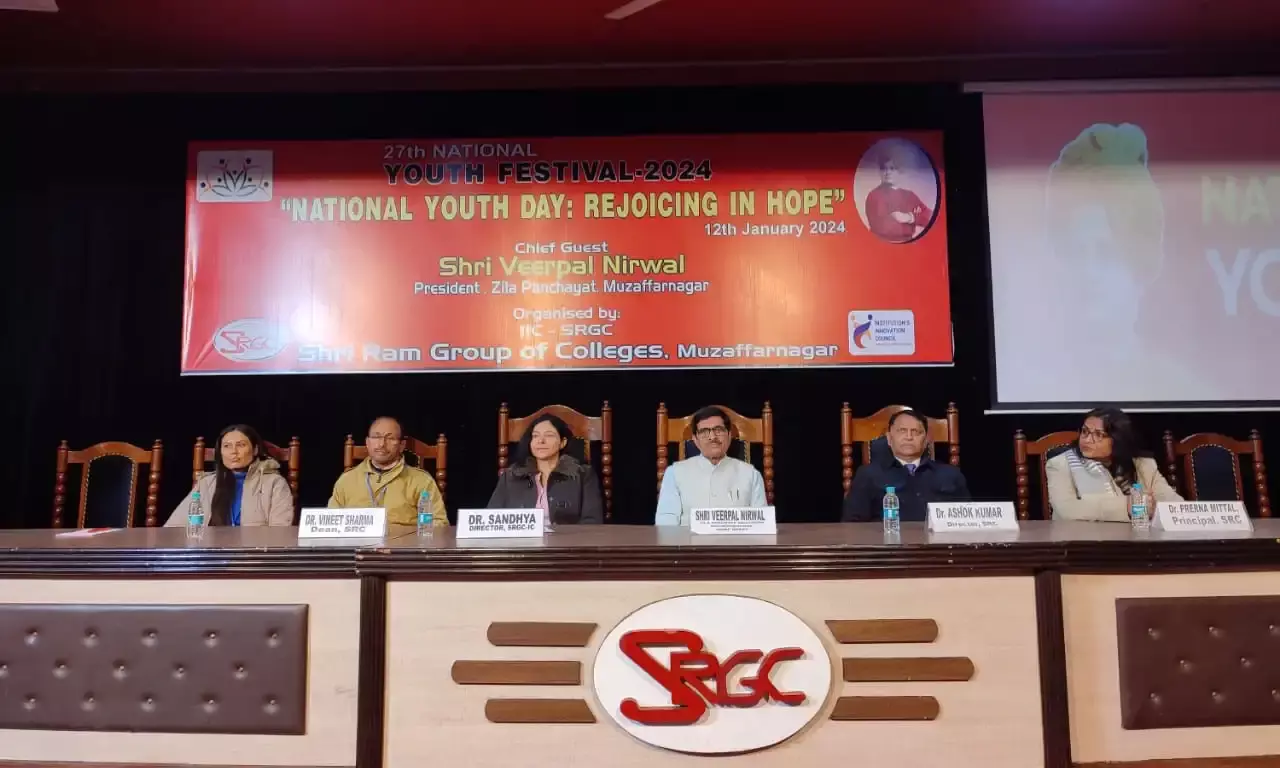 27th NATIONAL
YOUTH FESTIVAL-2024
"NATIONAL YOUTH DAY: REJOICING IN HOPE"
12th January 2024
Chief Guest
Shri Veerpal Nirwal
President, Zila Panchayat, Muzaffarnagar
Organised by:
IIC - SRGC
Shri Ram Group of Colleges, Muzaffarnagar
SRGC
INSTITUTION'S
INNOVATION
COUNCIL
NAT
YO
DR. VINEET SHARMA
Dean, SRC
DR. SANDHYA
DIRECTOR, SRGC-IC
SHRI VEERPAL NIRWAL
Dr. ASHOK KUMAR
Director, SRC
Dr. PRERNA MITTAL
Principal, SRC
SRGC